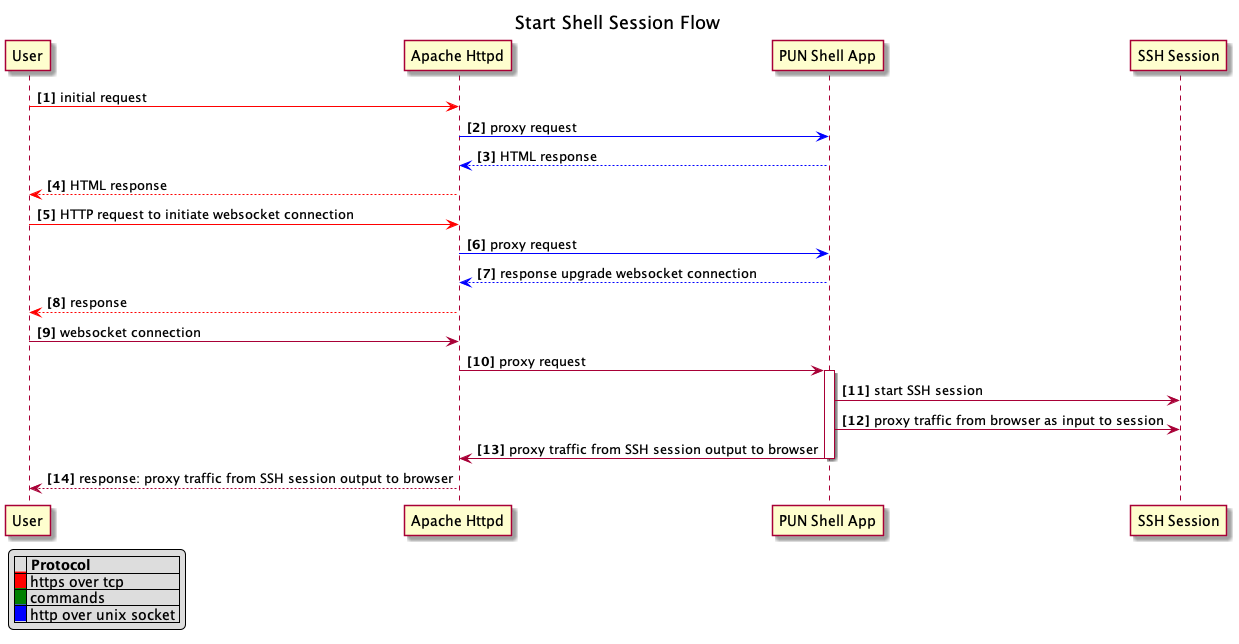 Start Shell Session Flow
User
Apache Httpd
PUN Shell App
SSH Session
[1] initial request
[2] proxy request
[3] HTML response
[4] HTML response
[5] HTTP request to initiate websocket connection
[6] proxy request
[7] response upgrade websocket connection
[8] response
[9] websocket connection
[10] proxy request
[11] start SSH session
[12] proxy traffic from browser as input to session
[13] proxy traffic from SSH session output to browser
[14] response: proxy traffic from SSH session output to browser
User
Apache Httpd
PUN Shell App
SSH Session
Protocol
https over tcp
commands
http over unix socket